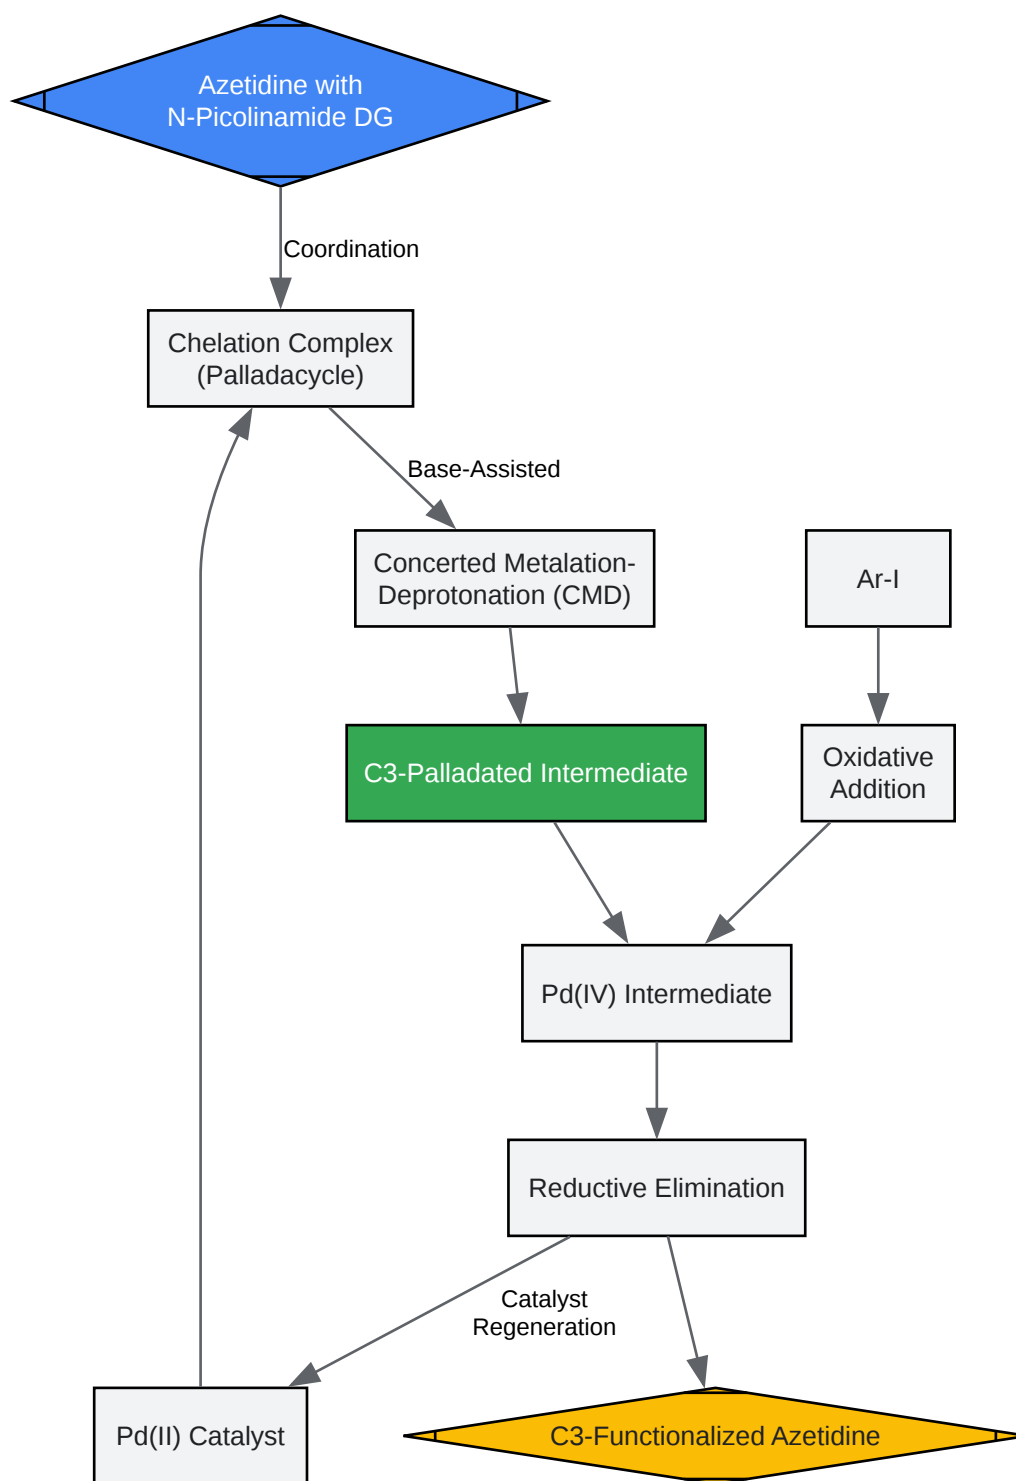 Azetidine with
N-Picolinamide DG
Coordination
Chelation Complex
(Palladacycle)
Base-Assisted
Concerted Metalation-
Deprotonation (CMD)
Ar-I
C3-Palladated Intermediate
Oxidative
Addition
Pd(IV) Intermediate
Reductive Elimination
Catalyst
Regeneration
Pd(II) Catalyst
C3-Functionalized Azetidine